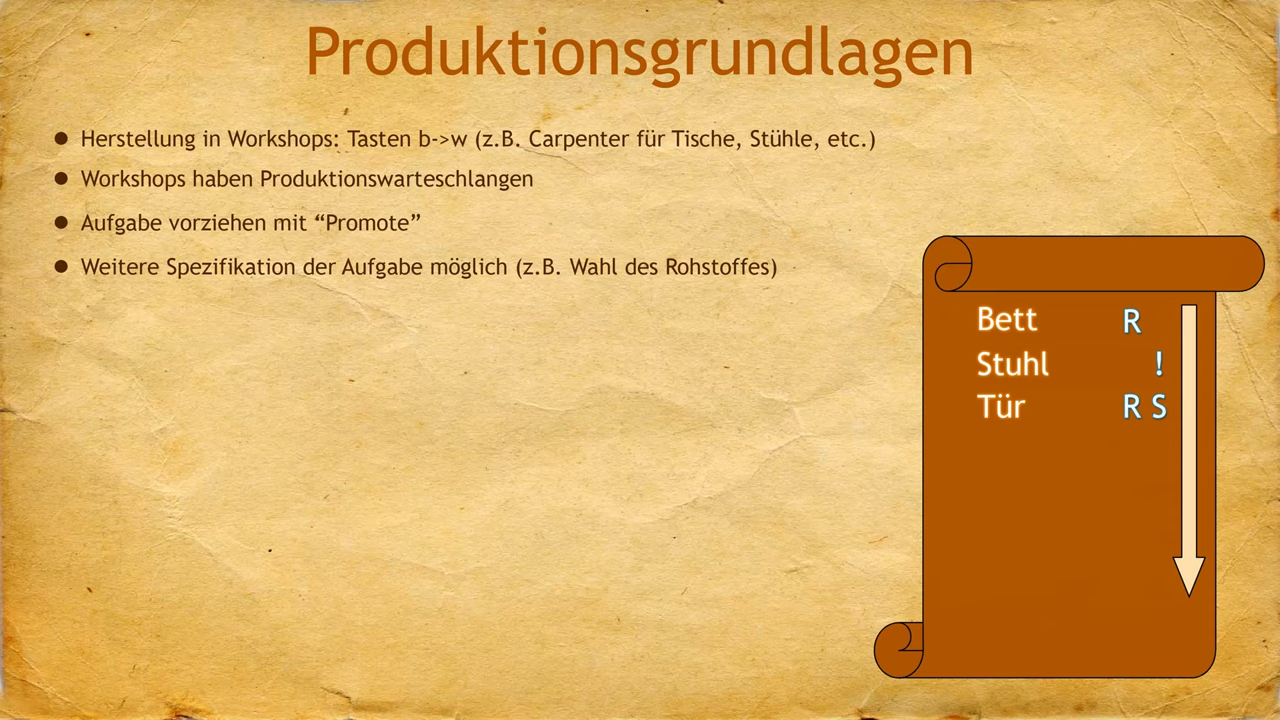 Produktionsgrundlagen
● Herstellung in Workshops: Tasten b->w (z.B. Carpenter für Tische, Stühle, etc.)
● Workshops haben Produktionswarteschlangen
● Aufgabe vorziehen mit “Promote”
● Weitere Spezifikation der Aufgabe möglich (z.B. Wahl des Rohstoffes)
Bett R
Stuhl !
Tür R S